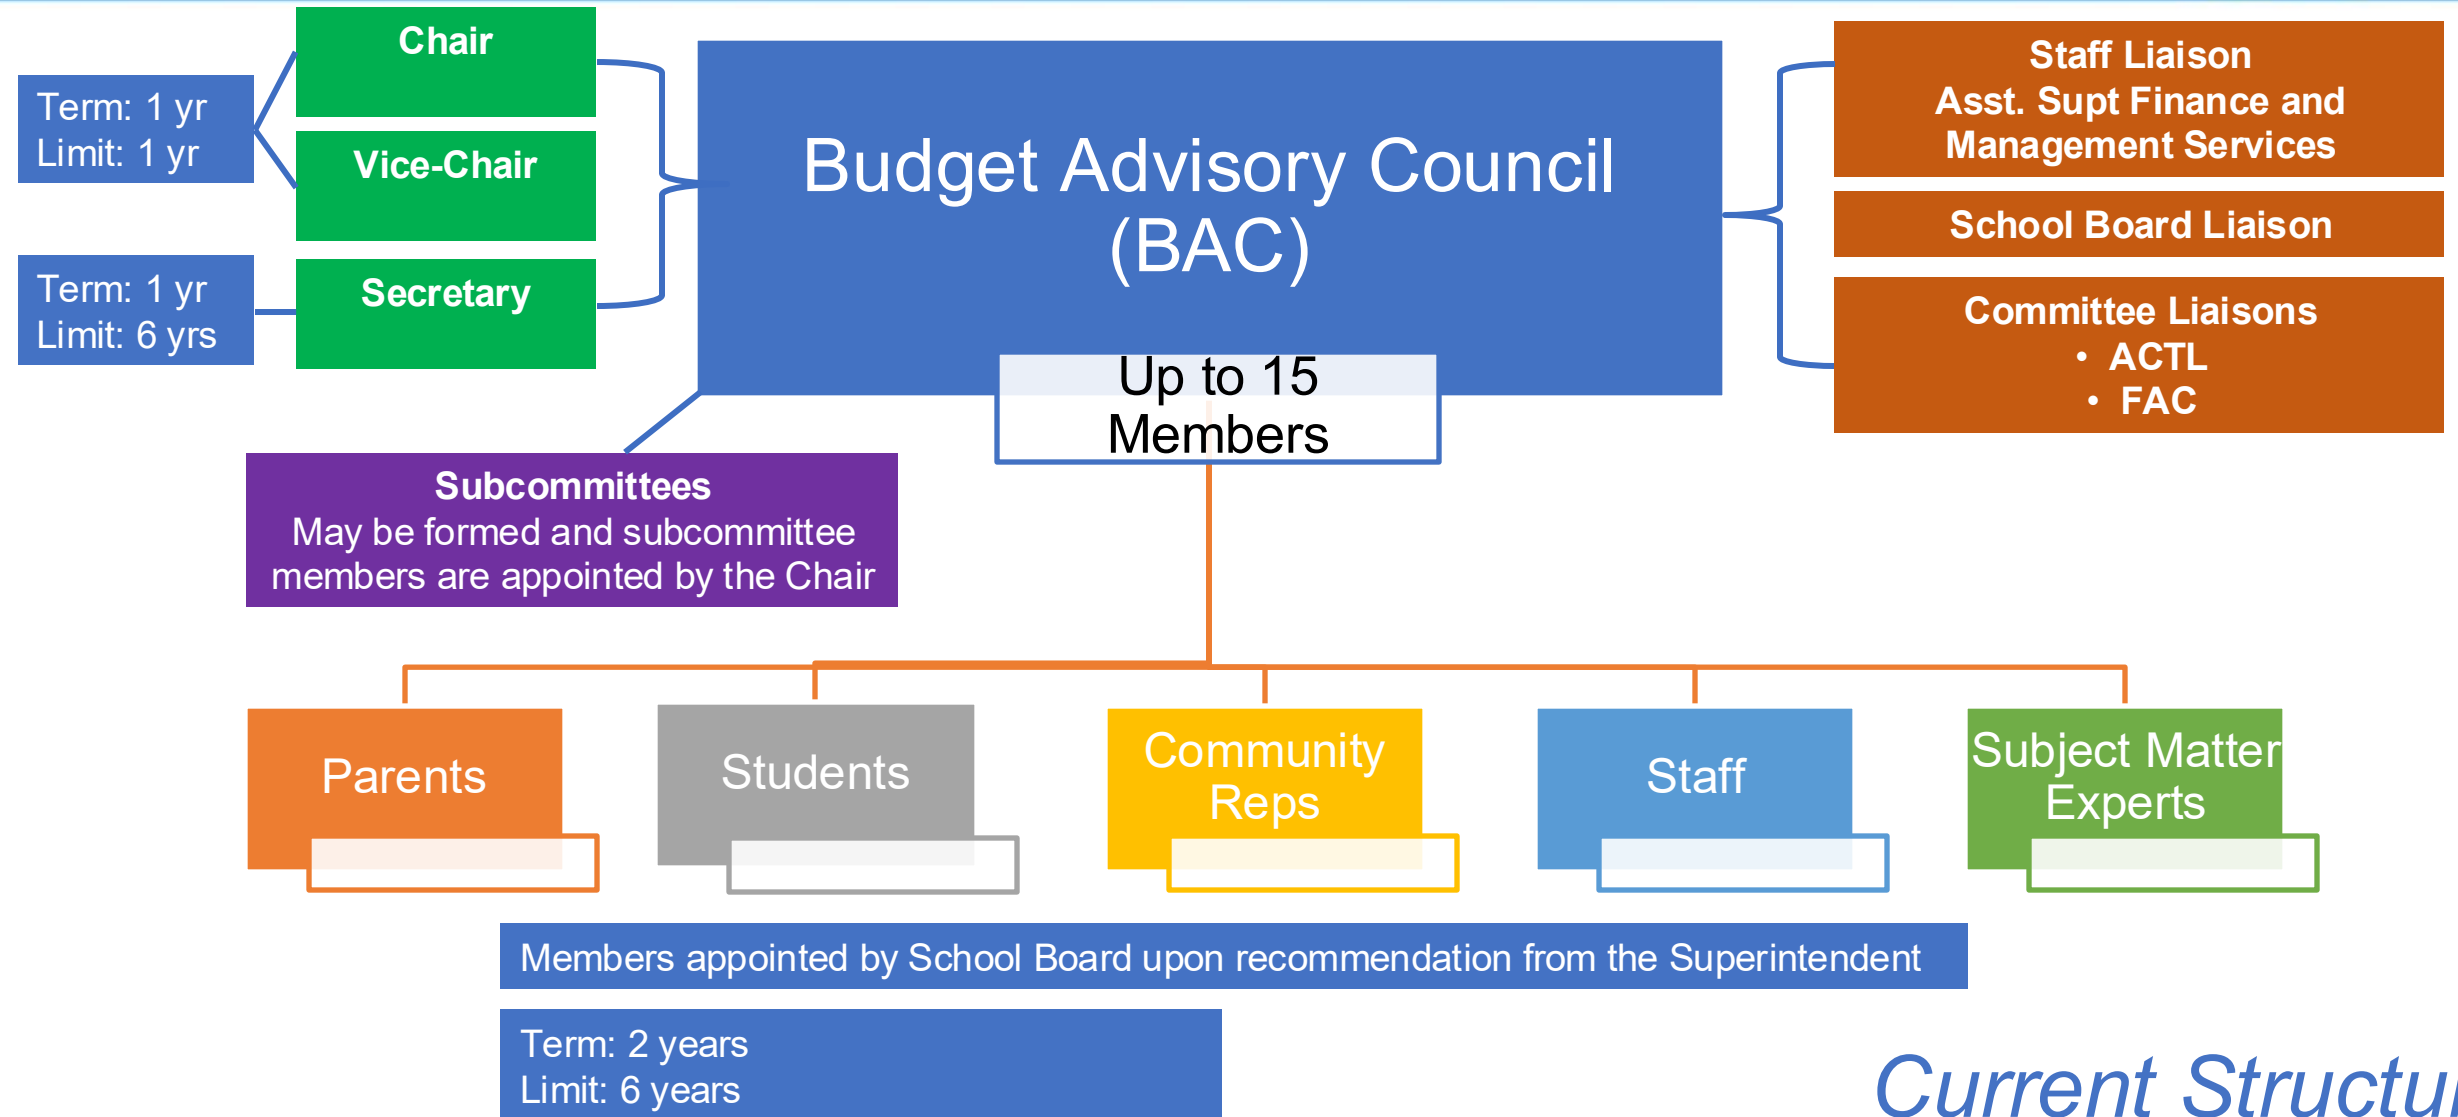 Chair
Term: 1 yr
Limit: 1 yr
Vice-Chair
Term: 1 yr
Limit: 6 yrs
Secretary
Budget Advisory Council
(BAC)
Up to 15
Members
Staff Liaison
Asst. Supt Finance and
Management Services
School Board Liaison
Committee Liaisons
• ACTL
• FAC
Subcommittees
May be formed and subcommittee
members are appointed by the Chair
Parents
Students
Community
Reps
Staff
Subject Matter
Experts
Members appointed by School Board upon recommendation from the Superintendent
Term: 2 years
Limit: 6 years
Current